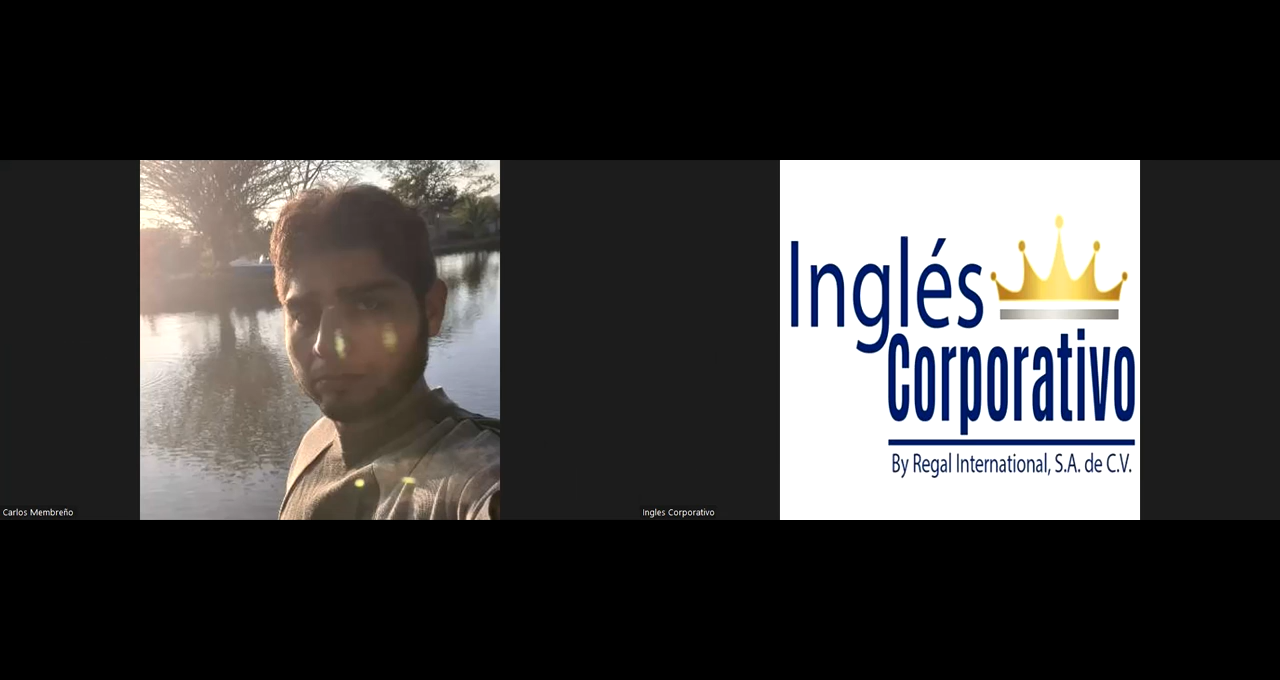 Inglés
Corporativo
By Regal International, S.A. de C.V.
Carlos Membreño
Ingles Corporativo